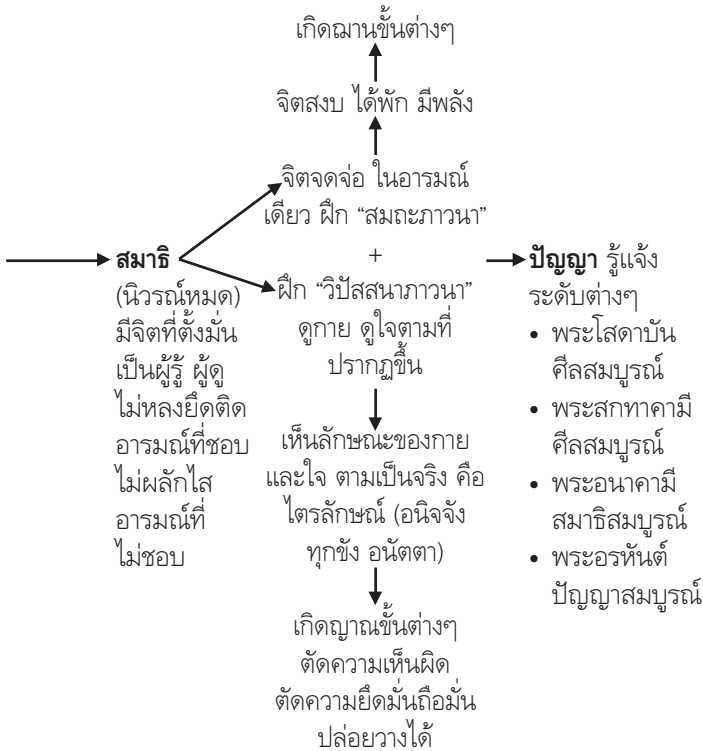 เกิดฌานขั้นต่างๆ
จิตสงบ ได้พัก มีพลัง
จิตจดจ่อ ในอารมณ์
เดียว ฝึก “สมถะภาวนา”
+
ฝึก “วิปัสสนาภาวนา”
ดูกาย ดูใจตามที่
ปรากฏขึ้น
เห็นลักษณะของกาย
และใจ ตามเป็นจริง คือ
ไตรลักษณ์ (อนิจจัง
ทุกขัง อนัตตา)
เกิดญาณขั้นต่างๆ
ตัดความเห็นผิด
ตัดความยึดมั่นถือมั่น
ปล่อยวางได้
สมาธิ
(นิวรณ์หมด)
มีจิตที่ตั้งมั่น
เป็นผู้รู้ ผู้ดู
ไม่หลงยึดติด
อารมณ์ที่ชอบ
ไม่ผลักไส
อารมณ์ที่
ไม่ชอบ
ปัญญา รู้แจ้ง
ระดับต่างๆ
• พระโสดาบัน
ศีลสมบูรณ์
• พระสกทาคามี
ศีลสมบูรณ์
• พระอนาคามี
สมาธิสมบูรณ์
• พระอรหันต์
ปัญญาสมบูรณ์